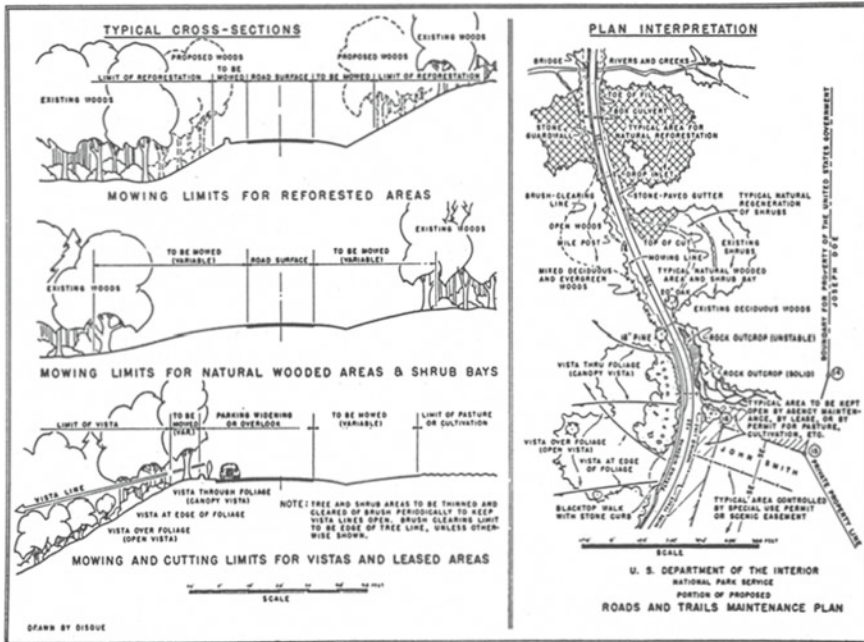 TYPICAL CROSS-SECTIONS
EXISTING WOODS
PROPOSED WOODS
PROPOSED WOODS
TO BE
MOWED
LIMIT OF REFORESTATION
ROAD SURFACE
TO BE MOWED
LIMIT OF REFORESTATION
EXISTING WOODS
MOWING LIMITS FOR REFORESTED AREAS
EXISTING WOODS
TO BE MOWED
(VARIABLE)
ROAD SURFACE
TO BE MOWED
(VARIABLE)
EXISTING WOODS
MOWING LIMITS FOR NATURAL WOODED AREAS & SHRUB BAYS
LIMIT OF VISTA
TO BE
MOWED
(VAR)
PARKING WIDENING
OR OVERLOOK
TO BE MOWED
(VARIABLE)
LIMIT OF PASTURE
OR CULTIVATION
VISTA LINE
VISTA THROUGH FOLIAGE
(CANOPY VISTA)
VISTA AT EDGE OF FOLIAGE
VISTA OVER FOLIAGE
(OPEN VISTA)
NOTE: TREE AND SHRUB AREAS TO BE THINNED AND
CLEARED OF BRUSH PERIODICALLY TO KEEP
VISTA LINES OPEN. BRUSH CLEARING LIMIT
TO BE EDGE OF TREE LINE, UNLESS OTHER-
WISE SHOWN.
MOWING AND CUTTING LIMITS FOR VISTAS AND LEASED AREAS
SCALE
DRAWN BY DISQUE
PLAN INTERPRETATION
BRIDGE
RIVERS AND CREEKS
TOE OF FILL
BOX CULVERT
STONE
GUARDWALL
TYPICAL AREA FOR
NATURAL REFORESTATION
DROP INLET
BRUSH-CLEARING
LINE
STONE-PAVED GUTTER
TYPICAL NATURAL
REGENERATION
OF SHRUBS
OPEN WOODS
MILE POST
TOP OF CUT
MOWING LINE
EXISTING
SHRUBS
MIXED DECIDUOUS
AND EVERGREEN
WOODS
TYPICAL NATURAL WOODED
AREA AND SHRUB BAY
20" OAK
EXISTING DECIDUOUS WOODS
BOUNDARY FOR PROPERTY OF THE UNITED STATES GOVERNMENT
JOSEPH DOE
18" PINE
ROCK OUTCROP (UNSTABLE)
VISTA THRU FOLIAGE
(CANOPY VISTA)
ROCK OUTCROP (SOLID)
TYPICAL AREA TO BE KEPT
OPEN BY AGENCY MAINTEN-
ANCE, BY LEASE, OR BY
PERMIT FOR PASTURE,
CULTIVATION, ETC.
VISTA OVER FOLIAGE
(OPEN VISTA)
VISTA AT EDGE
OF FOLIAGE
JOHN SMITH
PRIVATE PROPERTY LINE
BLACKTOP WALK
WITH STONE CURB
TYPICAL AREA CONTROLLED
BY SPECIAL USE PERMIT
OR SCENIC EASEMENT
SCALE
U. S. DEPARTMENT OF THE INTERIOR
NATIONAL PARK SERVICE
PORTION OF PROPOSED
ROADS AND TRAILS MAINTENANCE PLAN